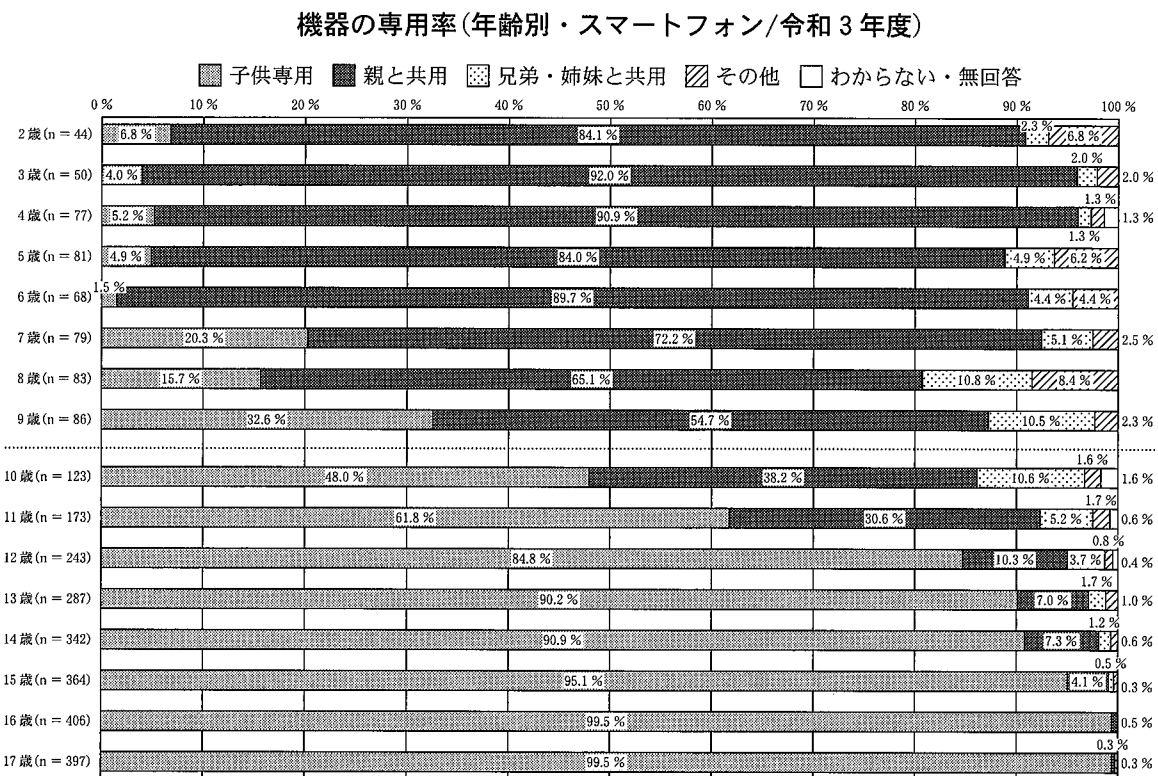 機器の専用率(年齢別・スマートフォン/令和3年度)
子供専用 親と共用 兄弟・姉妹と共用 その他 わからない・無回答
0% 10% 20% 30% 40% 50% 60% 70% 80% 90% 100%
2歳(n = 44) 6.8% 84.1% 2.3% 6.8%
3歳(n = 50) 4.0% 92.0% 2.0% 2.0%
4歳(n = 77) 5.2% 90.9% 1.3% 1.3% 1.3%
5歳(n = 81) 4.9% 84.0% 4.9% 6.2%
6歳(n = 68) 1.5% 89.7% 4.4% 4.4%
7歳(n = 79) 20.3% 72.2% 5.1% 2.5%
8歳(n = 83) 15.7% 65.1% 10.8% 8.4%
9歳(n = 86) 32.6% 54.7% 10.5% 2.3%
10歳(n = 123) 48.0% 38.2% 10.6% 1.6% 1.6%
11歳(n = 173) 61.8% 30.6% 5.2% 1.7% 0.6%
12歳(n = 243) 84.8% 10.3% 3.7% 0.8% 0.4%
13歳(n = 287) 90.2% 7.0% 1.7% 1.0%
14歳(n = 342) 90.9% 7.3% 1.2% 0.6%
15歳(n = 364) 95.1% 4.1% 0.5% 0.3%
16歳(n = 406) 99.5% 0.5%
17歳(n = 397) 99.5% 0.3% 0.3%